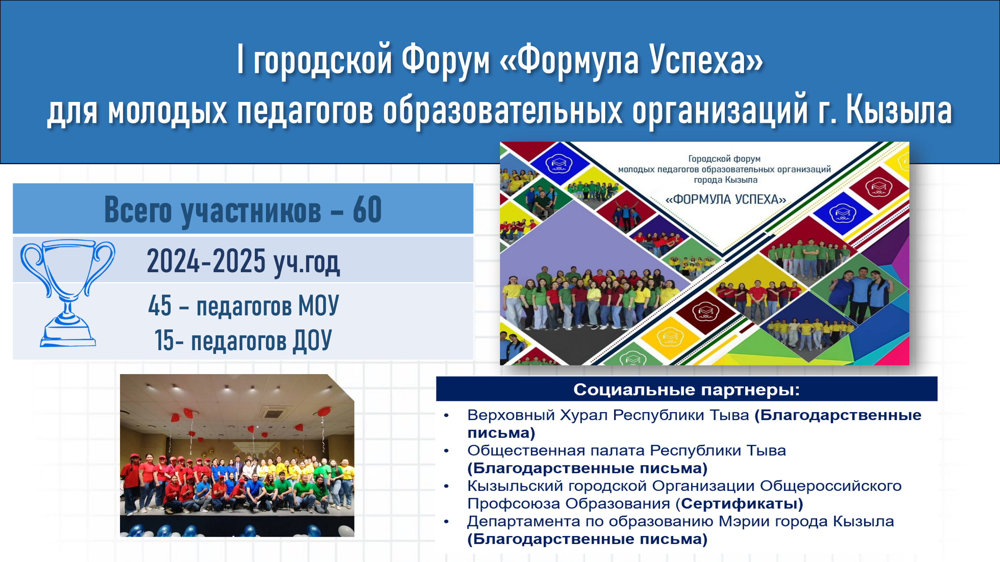 I городской Форум «Формула Успеха»
для молодых педагогов образовательных организаций г. Кызыла
Всего участников – 60
2024-2025 уч.год
45 – педагогов МОУ
15- педагогов ДОУ
Городской форум
молодых педагогов образовательных организаций
города Кызыла
«ФОРМУЛА УСПЕХА»
Социальные партнеры:
• Верховный Хурал Республики Тыва (Благодарственные
письма)
• Общественная палата Республики Тыва
(Благодарственные письма)
• Кызыльский городской Организации Общероссийского
Профсоюза Образования (Сертификаты)
• Департамента по образованию Мэрии города Кызыла
(Благодарственные письма)